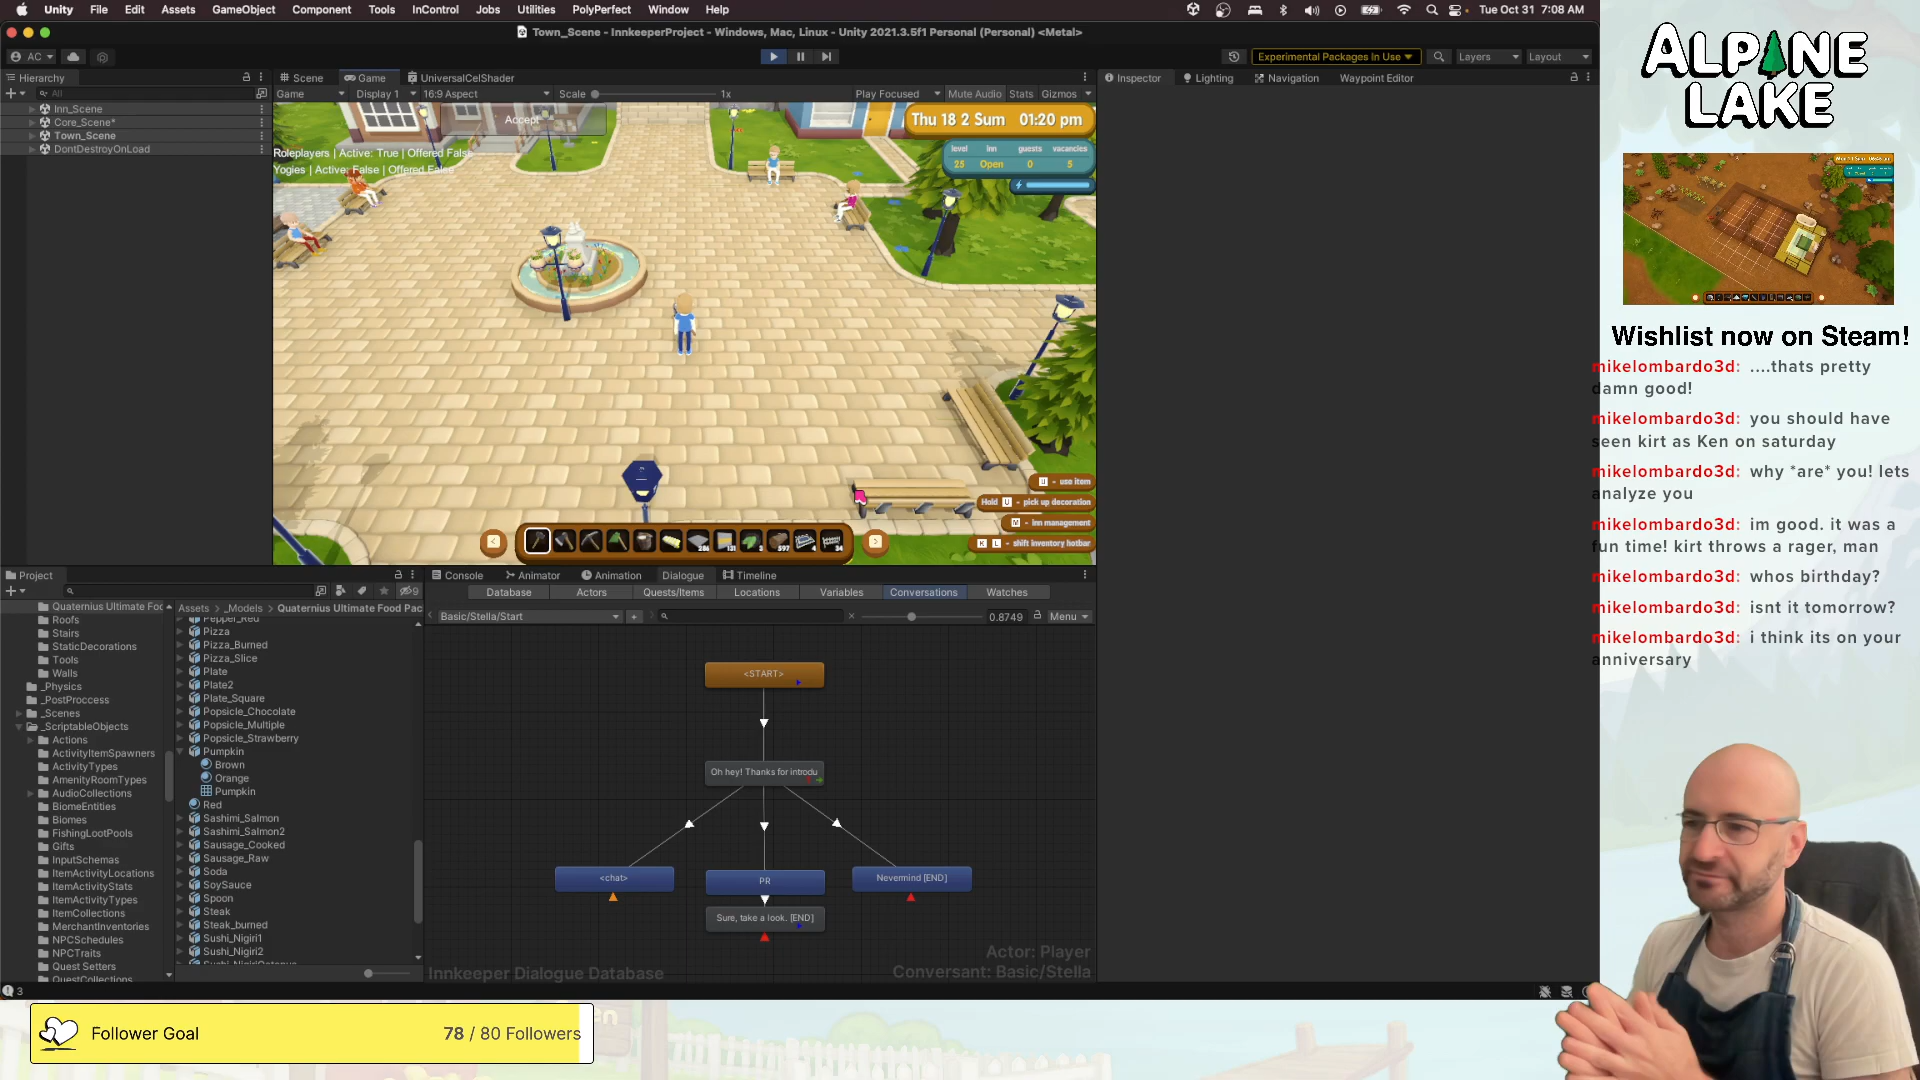 Unity File Edit Assets GameObject Component Tools InControl Jobs Utilities PolyPerfect Window Help
Tue Oct 31 7:08 AM
Town_Scene - InnkeeperProject - Windows, Mac, Linux - Unity 2021.3.5f1 Personal (Personal) <Metal>
AC
Experimental Packages In Use
Layers
Layout
Hierarchy
All
Inn_Scene
Core_Scene*
Town_Scene
DontDestroyOnLoad
Scene
Game
UniversalCelShader
Game
Display 1
16:9 Aspect
Scale
1x
Play Focused
Mute Audio
Stats
Gizmos
Accept
Roleplayers | Active: True | Offered False
Yogies | Active: False | Offered False
Thu 18 2 Sum 01:20 pm
level inn guests vacancies
25 Open 0 5
U - use item
Hold U - pick up decoration
M - inn management
K L - shift inventory hotbar
286
131
3
597
4
34
Inspector
Lighting
Navigation
Waypoint Editor
Project
9
Quaternius Ultimate Foo
Roofs
Stairs
StaticDecorations
Tools
Walls
_Physics
_PostProccess
_Scenes
_ScriptableObjects
Actions
ActivityItemSpawners
ActivityTypes
AmenityRoomTypes
AudioCollections
BiomeEntities
Biomes
FishingLootPools
Gifts
InputSchemas
ItemActivityLocations
ItemActivityStats
ItemActivityTypes
ItemCollections
MerchantInventories
NPCSchedules
NPCTraits
Quest Setters
QuestCollections
Assets > _Models > Quaternius Ultimate Food Pac
Pepper_Red
Pizza
Pizza_Burned
Pizza_Slice
Plate
Plate2
Plate_Square
Popsicle_Chocolate
Popsicle_Multiple
Popsicle_Strawberry
Pumpkin
Brown
Orange
Pumpkin
Red
Sashimi_Salmon
Sashimi_Salmon2
Sausage_Cooked
Sausage_Raw
Soda
SoySauce
Spoon
Steak
Steak_burned
Sushi_Nigiri1
Sushi_Nigiri2
Console
Animator
Animation
Dialogue
Timeline
Database
Actors
Quests/Items
Locations
Variables
Conversations
Watches
Basic/Stella/Start
0.8749
Menu
<START>
Oh hey! Thanks for introdu
<chat>
PR
Nevermind [END]
Sure, take a look. [END]
Actor: Player
Conversant: Basic/Stella
Innkeeper Dialogue Database
3
ALPINE
LAKE
Wishlist now on Steam!
mikelombardo3d: ....thats pretty
damn good!
mikelombardo3d: you should have
seen kirt as Ken on saturday
mikelombardo3d: why *are* you! lets
analyze you
mikelombardo3d: im good. it was a
fun time! kirt throws a rager, man
mikelombardo3d: whos birthday?
mikelombardo3d: isnt it tomorrow?
mikelombardo3d: i think its on your
anniversary
Follower Goal
78 / 80 Followers